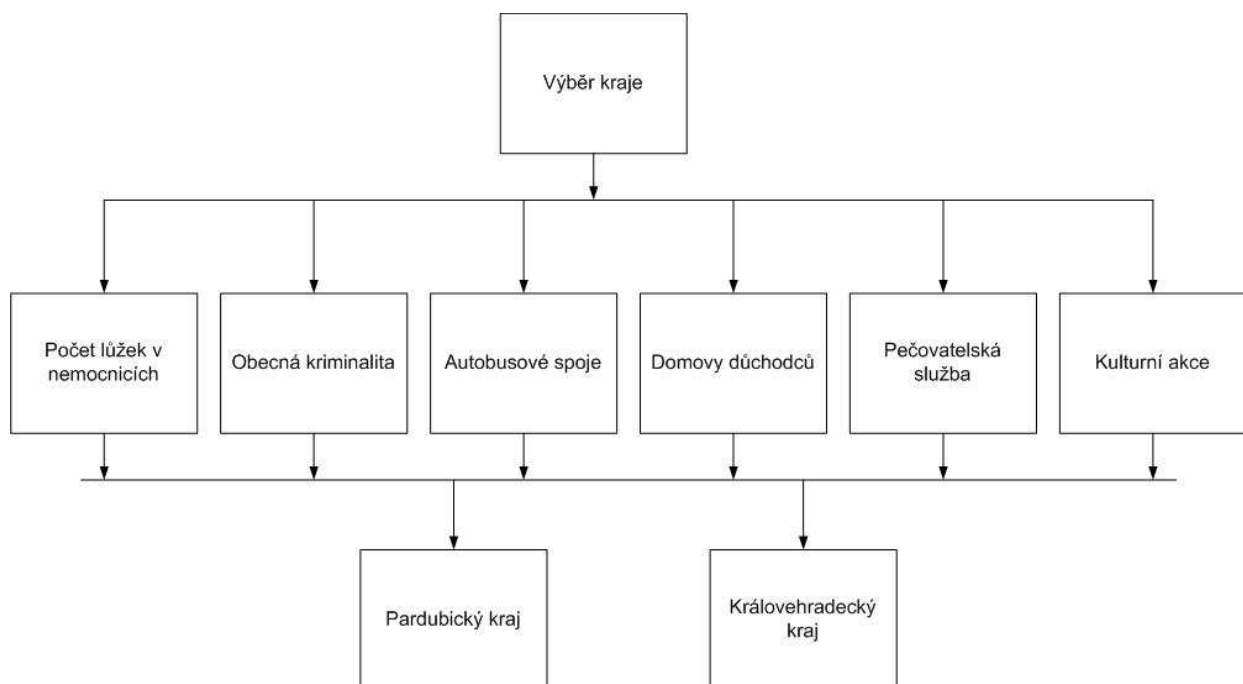 Výběr kraje
Počet lůžek v
nemocnicích
Obecná kriminalita
Autobusové spoje
Domovy důchodců
Pečovatelská
služba
Kulturní akce
Pardubický kraj
Královehradecký
kraj